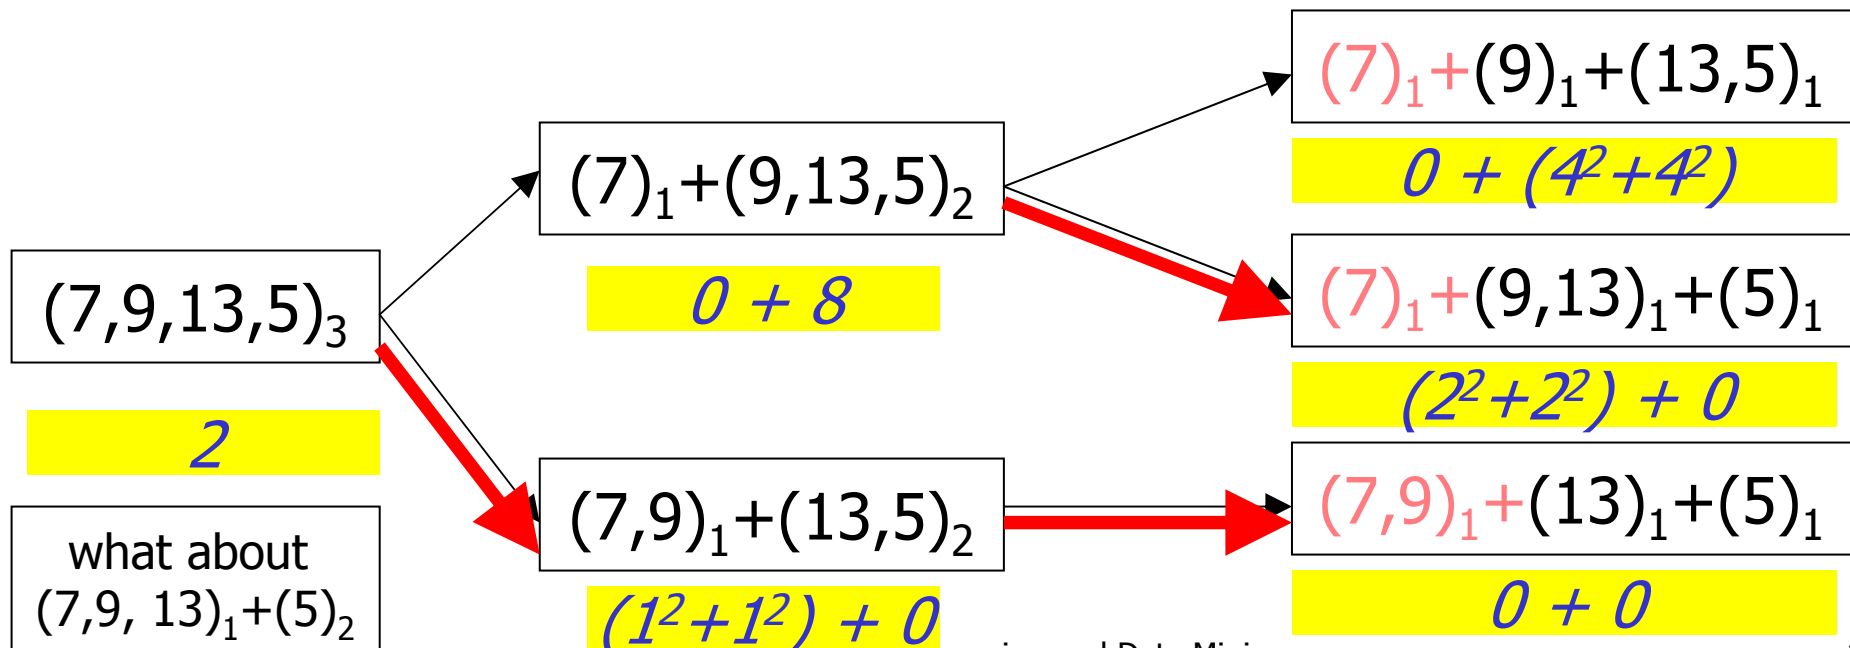 (7,9,13,5)₃
2
what about
(7,9, 13)₁+(5)₂
(7)₁+(9,13,5)₂
0 + 8
(7,9)₁+(13,5)₂
(1²+1²) + 0
(7)₁+(9)₁+(13,5)₁
0 + (4²+4²)
(7)₁+(9,13)₁+(5)₁
(2²+2²) + 0
(7,9)₁+(13)₁+(5)₁
0 + 0